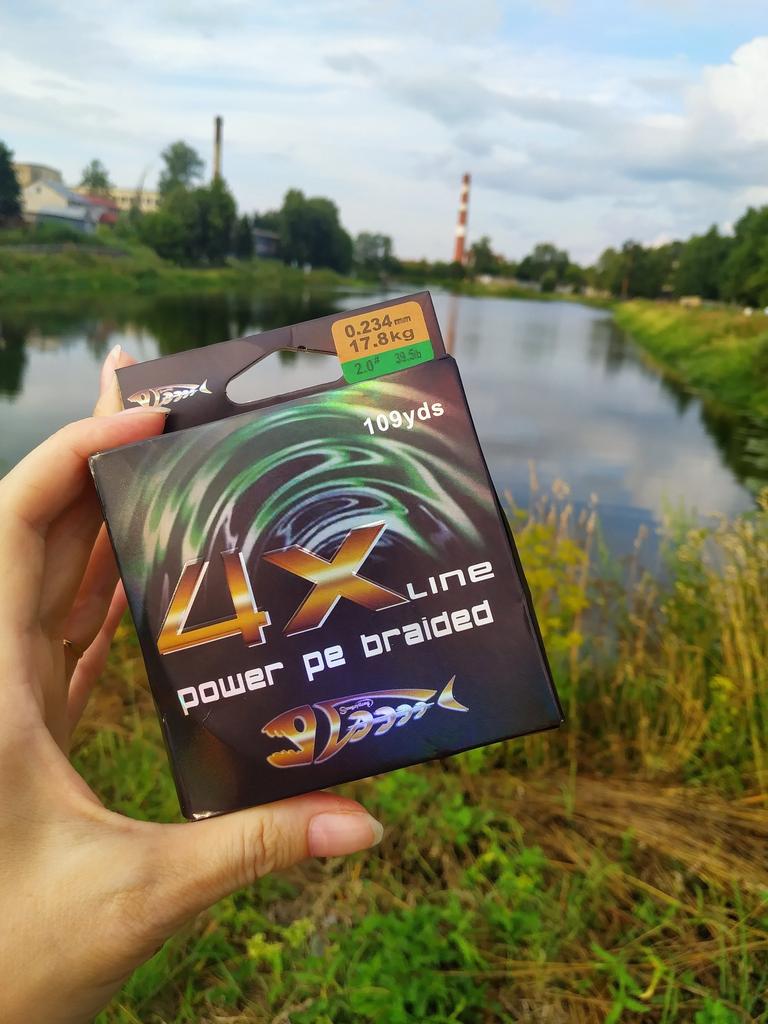 0.234mm
17.8kg
2.0# 39.5lb
109yds
4X LINE
power pe braided